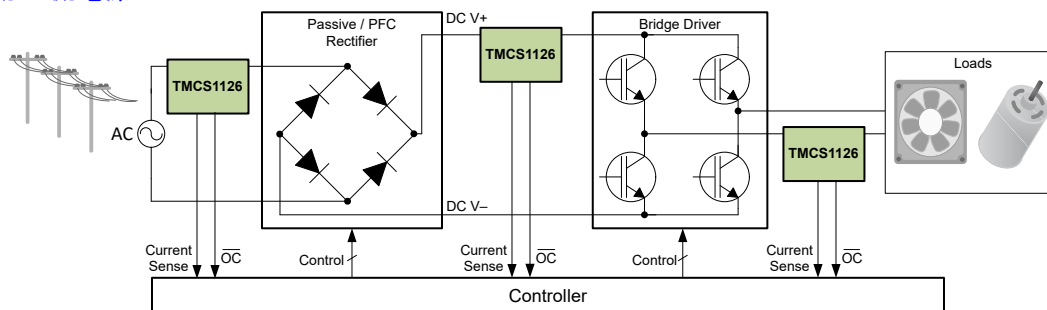 Passive / PFC
Rectifier
DC V+
Bridge Driver
TMCS1126
TMCS1126
Loads
AC
TMCS1126
DC V–
Current
Sense
OC
Control
Current
Sense
OC
Control
Current
Sense
OC
Controller